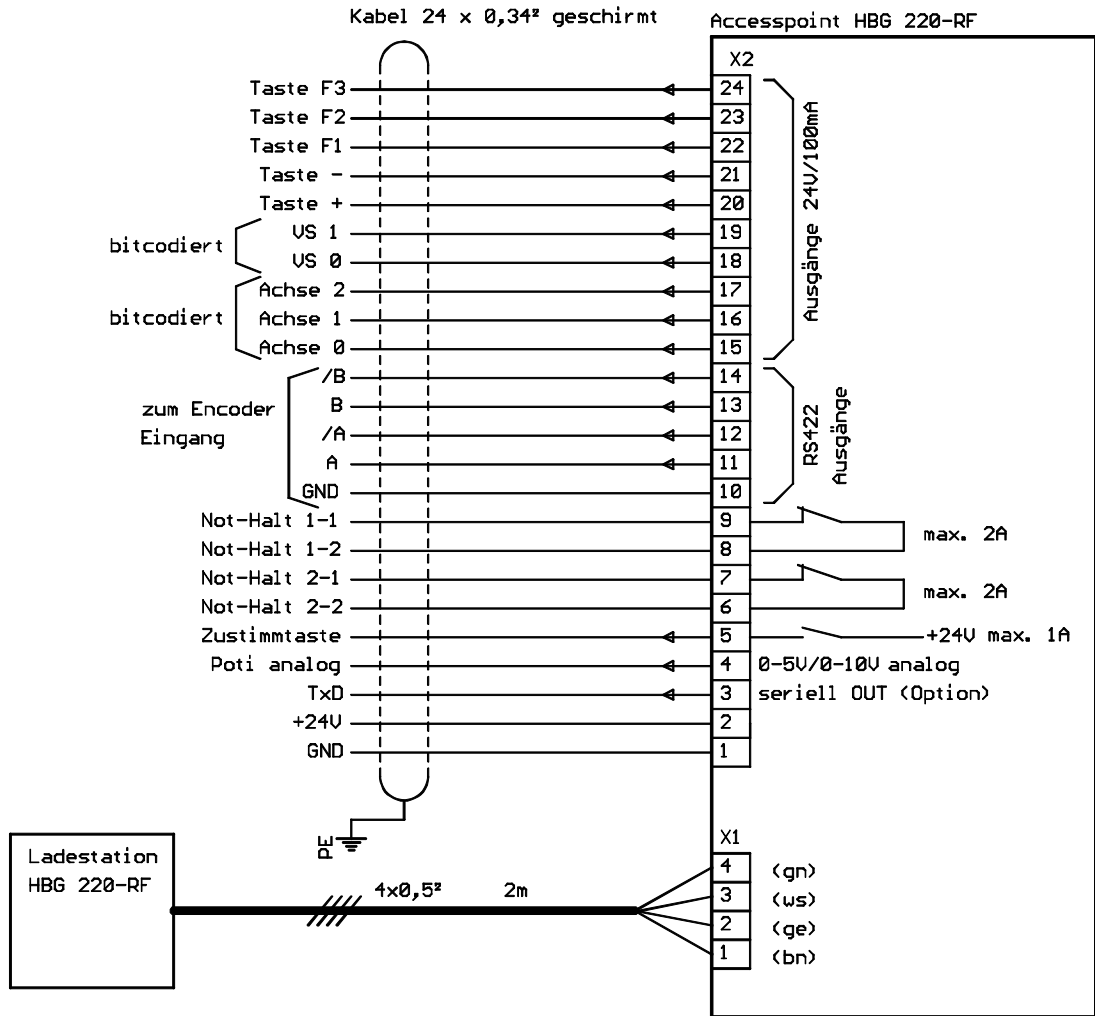 Kabel 24 x 0,34² geschirmt
Accesspoint HBG 220-RF
X2
Taste F3 24
Taste F2 23
Taste F1 22
Taste - 21
Taste + 20
VS 1 19
VS 0 18
bitcodiert
Achse 2 17
Achse 1 16
Achse 0 15
bitcodiert
Ausgänge 24V/100mA
/B 14
B 13
/A 12
A 11
GND 10
zum Encoder
Eingang
RS422
Ausgänge
Not-Halt 1-1 9
Not-Halt 1-2 8
max. 2A
Not-Halt 2-1 7
Not-Halt 2-2 6
max. 2A
Zustimmtaste 5 +24V max. 1A
Poti analog 4 0-5V/0-10V analog
TxD 3 seriell OUT (Option)
+24V 2
GND 1
PE
Ladestation
HBG 220-RF
4x0,5² 2m
X1
4 (gn)
3 (ws)
2 (ge)
1 (bn)